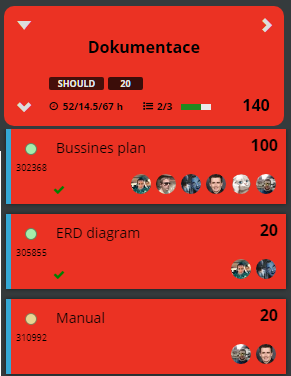 Dokumentace
SHOULD 20
52/14.5/67 h 2/3 140
Bussines plan 100
302368
ERD diagram 20
305855
Manual 20
310992